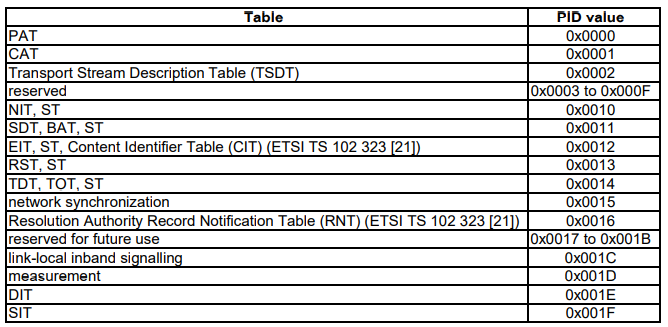 Table PID value
PAT 0x0000
CAT 0x0001
Transport Stream Description Table (TSDT) 0x0002
reserved 0x0003 to 0x000F
NIT, ST 0x0010
SDT, BAT, ST 0x0011
EIT, ST, Content Identifier Table (CIT) (ETSI TS 102 323 [21]) 0x0012
RST, ST 0x0013
TDT, TOT, ST 0x0014
network synchronization 0x0015
Resolution Authority Record Notification Table (RNT) (ETSI TS 102 323 [21]) 0x0016
reserved for future use 0x0017 to 0x001B
link-local inband signalling 0x001C
measurement 0x001D
DIT 0x001E
SIT 0x001F